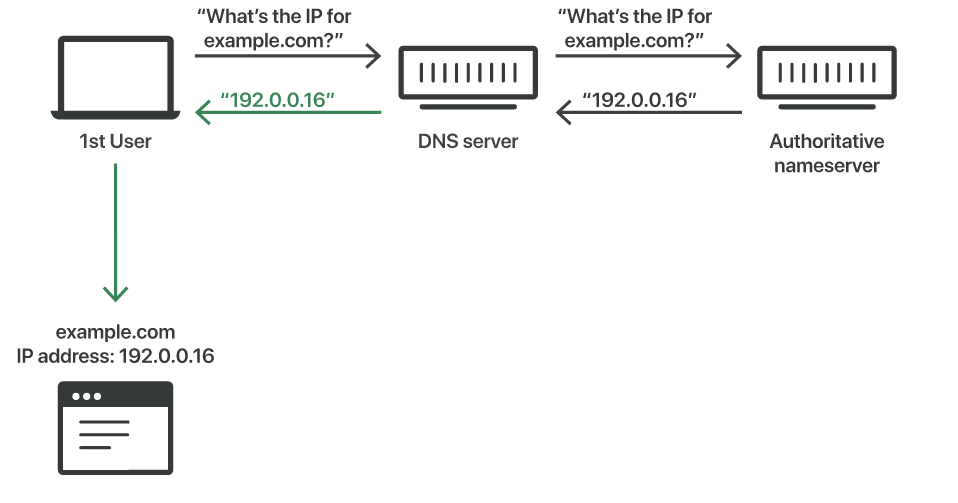 “What’s the IP for
example.com?”
“What’s the IP for
example.com?”
“192.0.0.16”
“192.0.0.16”
1st User
DNS server
Authoritative
nameserver
example.com
IP address: 192.0.0.16